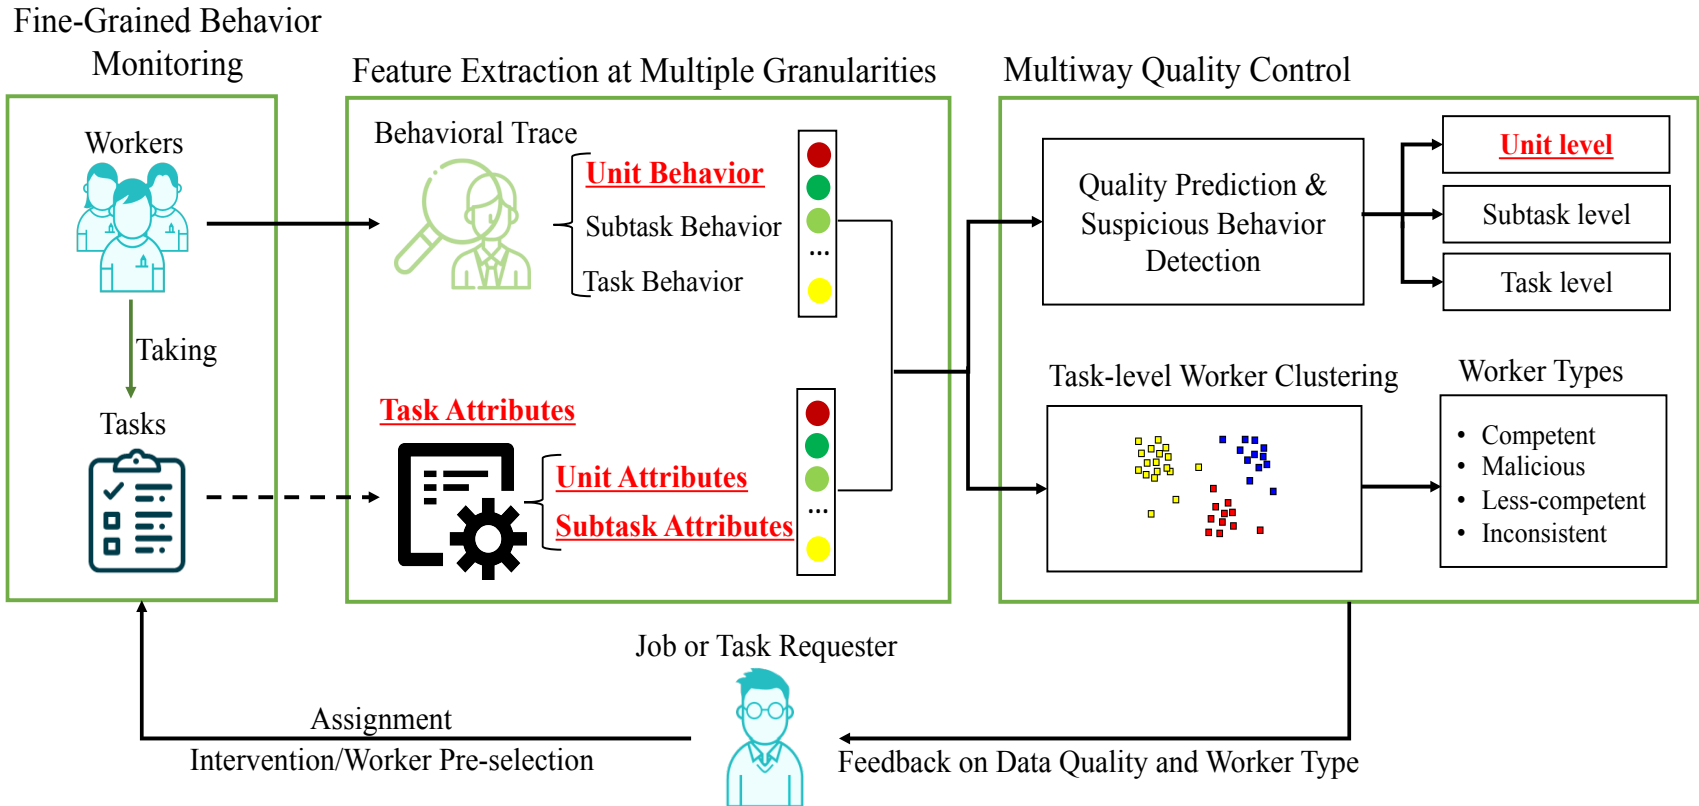 Fine-Grained Behavior
Monitoring
Workers
Taking
Tasks
Feature Extraction at Multiple Granularities
Behavioral Trace
Unit Behavior
Subtask Behavior
Task Behavior
...
Task Attributes
Unit Attributes
Subtask Attributes
...
Multiway Quality Control
Quality Prediction &
Suspicious Behavior
Detection
Unit level
Subtask level
Task level
Task-level Worker Clustering
Worker Types
• Competent
• Malicious
• Less-competent
• Inconsistent
Job or Task Requester
Assignment
Intervention/Worker Pre-selection
Feedback on Data Quality and Worker Type